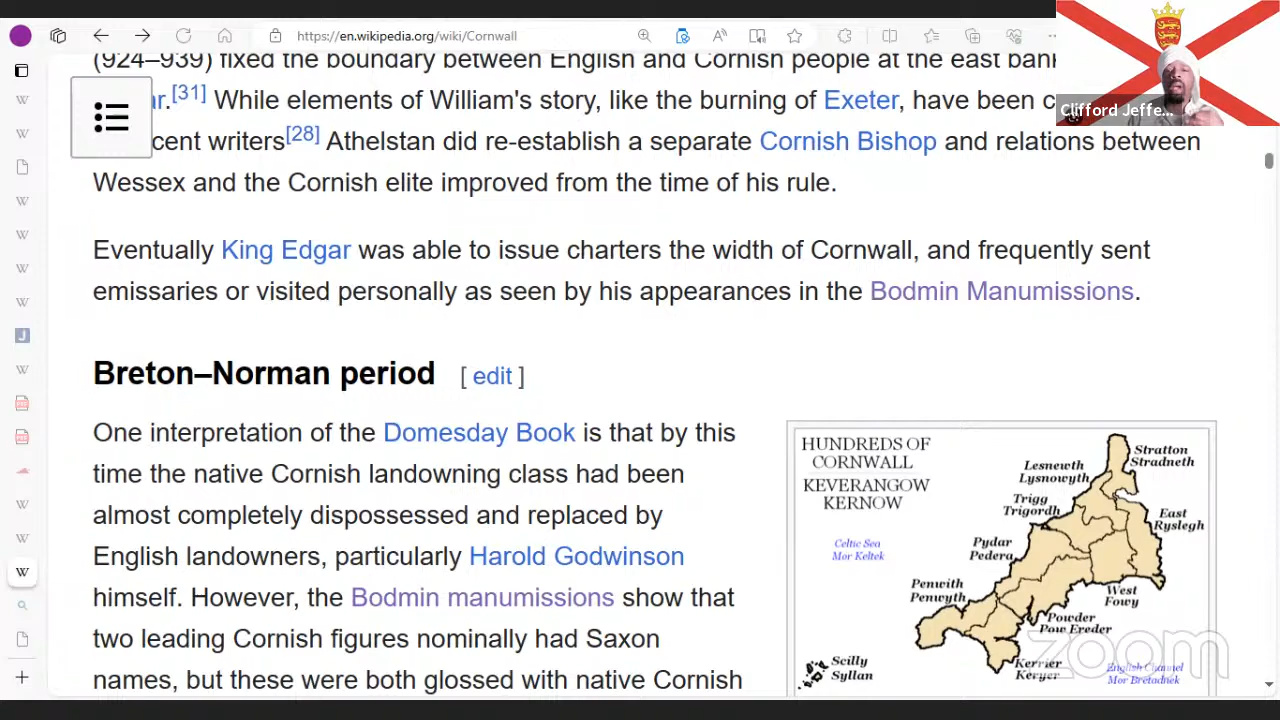 https://en.wikipedia.org/wiki/Cornwall
(924–939) fixed the boundary between English and Cornish people at the east bank
Clifford Jeffe...
ar.[31] While elements of William's story, like the burning of Exeter, have been c
cent writers[28] Athelstan did re-establish a separate Cornish Bishop and relations between
Wessex and the Cornish elite improved from the time of his rule.
Eventually King Edgar was able to issue charters the width of Cornwall, and frequently sent
emissaries or visited personally as seen by his appearances in the Bodmin Manumissions.
Breton–Norman period [ edit ]
One interpretation of the Domesday Book is that by this
time the native Cornish landowning class had been
almost completely dispossessed and replaced by
English landowners, particularly Harold Godwinson
himself. However, the Bodmin manumissions show that
two leading Cornish figures nominally had Saxon
names, but these were both glossed with native Cornish
HUNDREDS OF
CORNWALL
KEVERANGOW
KERNOW
Stratton
Stradneth
Lesnewth
Lysnowyth
Trigg
Trigordh
East
Ryslegh
Celtic Sea
Mor Keltek
Pydar
Pedera
Penwith
Penwyth
West
Fowy
Powder
Pow Ereder
Kerrier
Keryer
Scilly
Syllan
English Channel
Mor Bretadnek
zoom